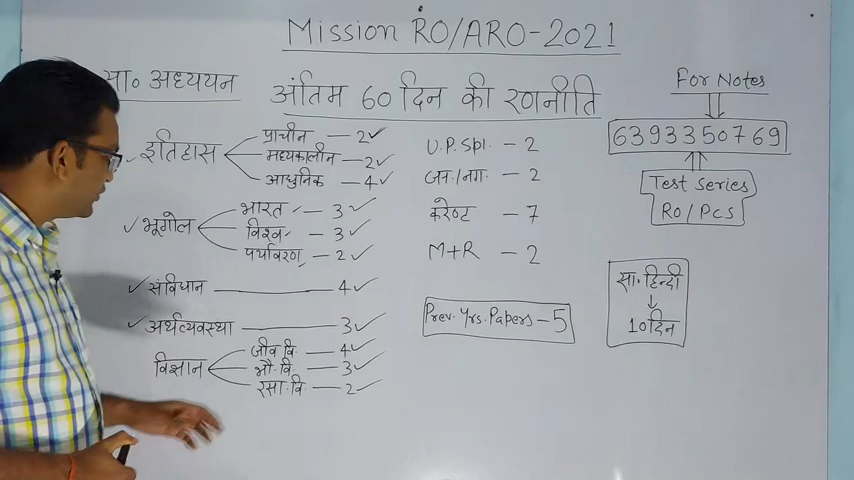 Mission RO/ARO-2021
सा० अध्ययन
अंतिम 60 दिन की रणनीति
इतिहास
प्राचीन — 2✓
मध्यकालीन — 2✓
आधुनिक — 4✓
✓ भूगोल
भारत — 3✓
विश्व — 3✓
पर्यावरण — 2✓
✓ संविधान — 4✓
✓ अर्थव्यवस्था — 3✓
विज्ञान
जीव वि. — 4✓
भौ. वि. — 3✓
रसा. वि. — 2✓
U.P.Spl. — 2
जन./नग. — 2
करेण्ट — 7
M+R — 2
Prev. Yrs. Papers — 5
For Notes
6393350769
Test Series
RO/PCS
सा. हिन्दी
↓
10 दिन